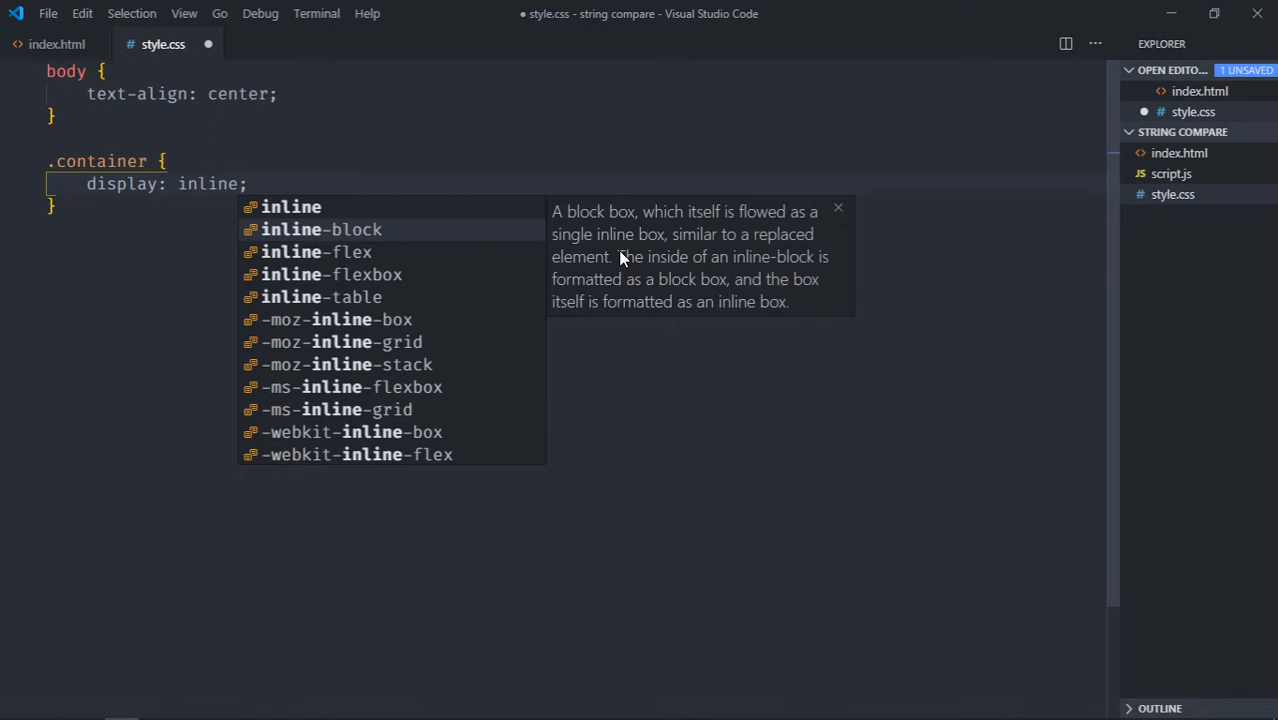 File Edit Selection View Go Debug Terminal Help
● style.css - string compare - Visual Studio Code
index.html
style.css
EXPLORER
body {
text-align: center;
}
.container {
display: inline;
}
inline
inline-block
inline-flex
inline-flexbox
inline-table
-moz-inline-box
-moz-inline-grid
-moz-inline-stack
-ms-inline-flexbox
-ms-inline-grid
-webkit-inline-box
-webkit-inline-flex
A block box, which itself is flowed as a
single inline box, similar to a replaced
element. The inside of an inline-block is
formatted as a block box, and the box
itself is formatted as an inline box.
OPEN EDITO... 1 UNSAVED
index.html
style.css
STRING COMPARE
index.html
JS script.js
style.css
OUTLINE